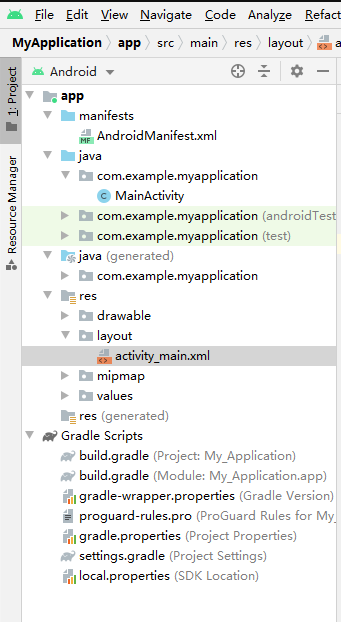 File Edit View Navigate Code Analyze Refact
MyApplication app src main res layout a
Android
1: Project
Resource Manager
app
manifests
AndroidManifest.xml
java
com.example.myapplication
MainActivity
com.example.myapplication (androidTest
com.example.myapplication (test)
java (generated)
com.example.myapplication
res
drawable
layout
activity_main.xml
mipmap
values
res (generated)
Gradle Scripts
build.gradle (Project: My_Application)
build.gradle (Module: My_Application.app)
gradle-wrapper.properties (Gradle Version)
proguard-rules.pro (ProGuard Rules for My_
gradle.properties (Project Properties)
settings.gradle (Project Settings)
local.properties (SDK Location)